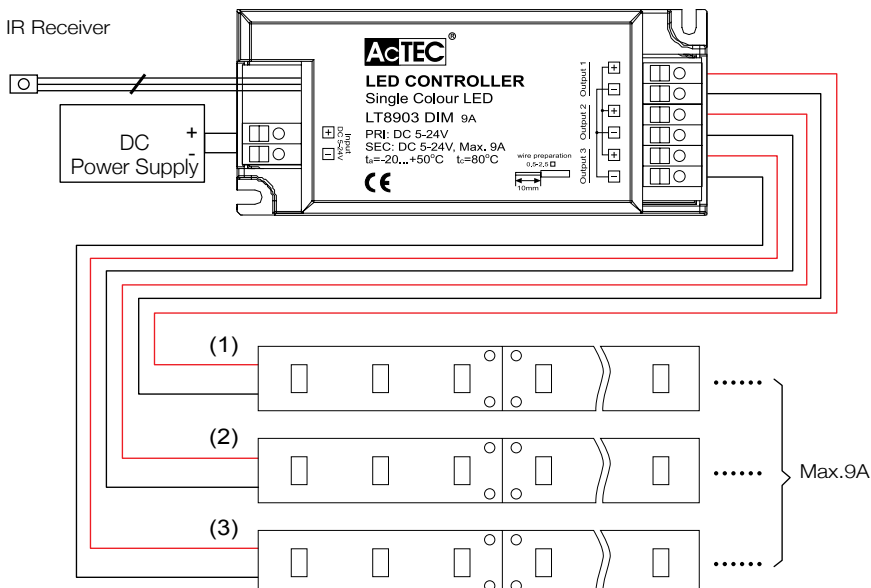 IR Receiver
DC
Power Supply
+
-
AcTEC®
LED CONTROLLER
Single Colour LED
LT8903 DIM 9A
PRI: DC 5-24V
SEC: DC 5-24V, Max. 9A
ta=-20...+50°C tc=80°C
CE
+
-
Input
DC 5-24V
wire preparation
0,5-2,5
10mm
Output 1
Output 2
Output 3
+
-
+
-
+
-
(1)
(2)
(3)
Max.9A